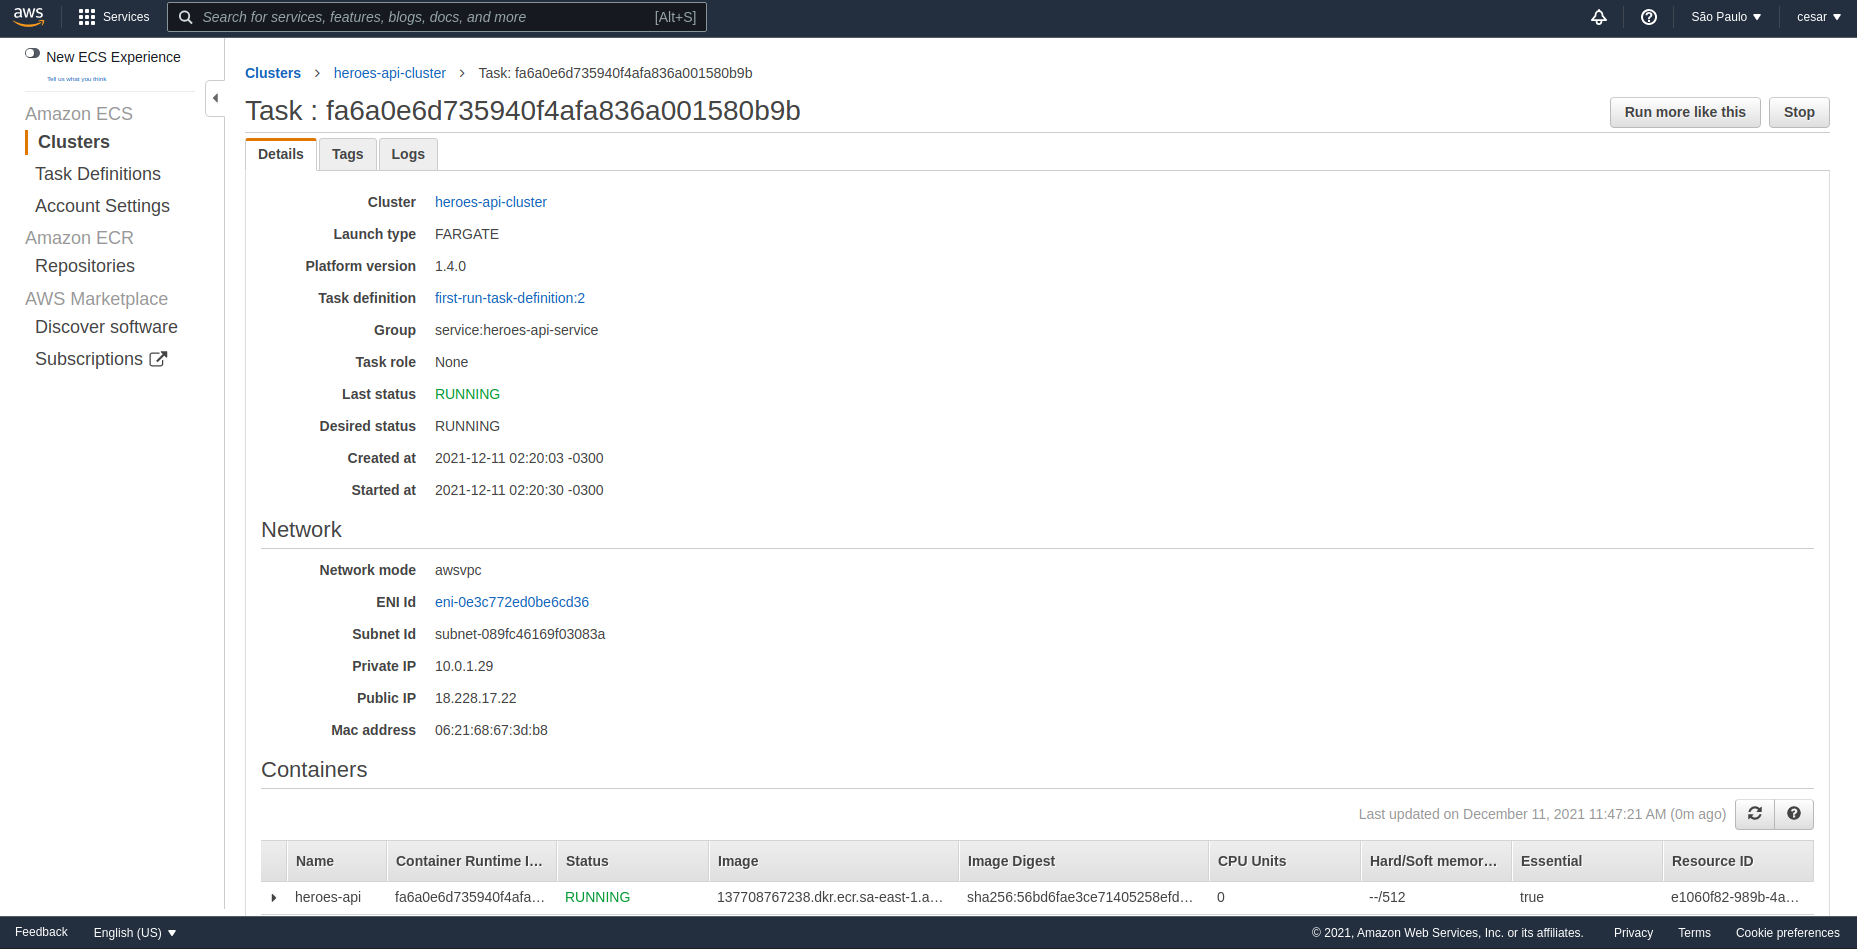 aws
Services
Search for services, features, blogs, docs, and more
[Alt+S]
São Paulo
cesar
New ECS Experience
Tell us what you think
Amazon ECS
Clusters
Task Definitions
Account Settings
Amazon ECR
Repositories
AWS Marketplace
Discover software
Subscriptions
Clusters > heroes-api-cluster > Task: fa6a0e6d735940f4afa836a001580b9b
Task : fa6a0e6d735940f4afa836a001580b9b
Run more like this
Stop
Details
Tags
Logs
Cluster heroes-api-cluster
Launch type FARGATE
Platform version 1.4.0
Task definition first-run-task-definition:2
Group service:heroes-api-service
Task role None
Last status RUNNING
Desired status RUNNING
Created at 2021-12-11 02:20:03 -0300
Started at 2021-12-11 02:20:30 -0300
Network
Network mode awsvpc
ENI Id eni-0e3c772ed0be6cd36
Subnet Id subnet-089fc46169f03083a
Private IP 10.0.1.29
Public IP 18.228.17.22
Mac address 06:21:68:67:3d:b8
Containers
Last updated on December 11, 2021 11:47:21 AM (0m ago)
Name Container Runtime I... Status Image Image Digest CPU Units Hard/Soft memor... Essential Resource ID
heroes-api fa6a0e6d735940f4afa... RUNNING 137708767238.dkr.ecr.sa-east-1.a... sha256:56bd6fae3ce71405258efd... 0 --/512 true e1060f82-989b-4a...
Feedback
English (US)
© 2021, Amazon Web Services, Inc. or its affiliates.
Privacy
Terms
Cookie preferences